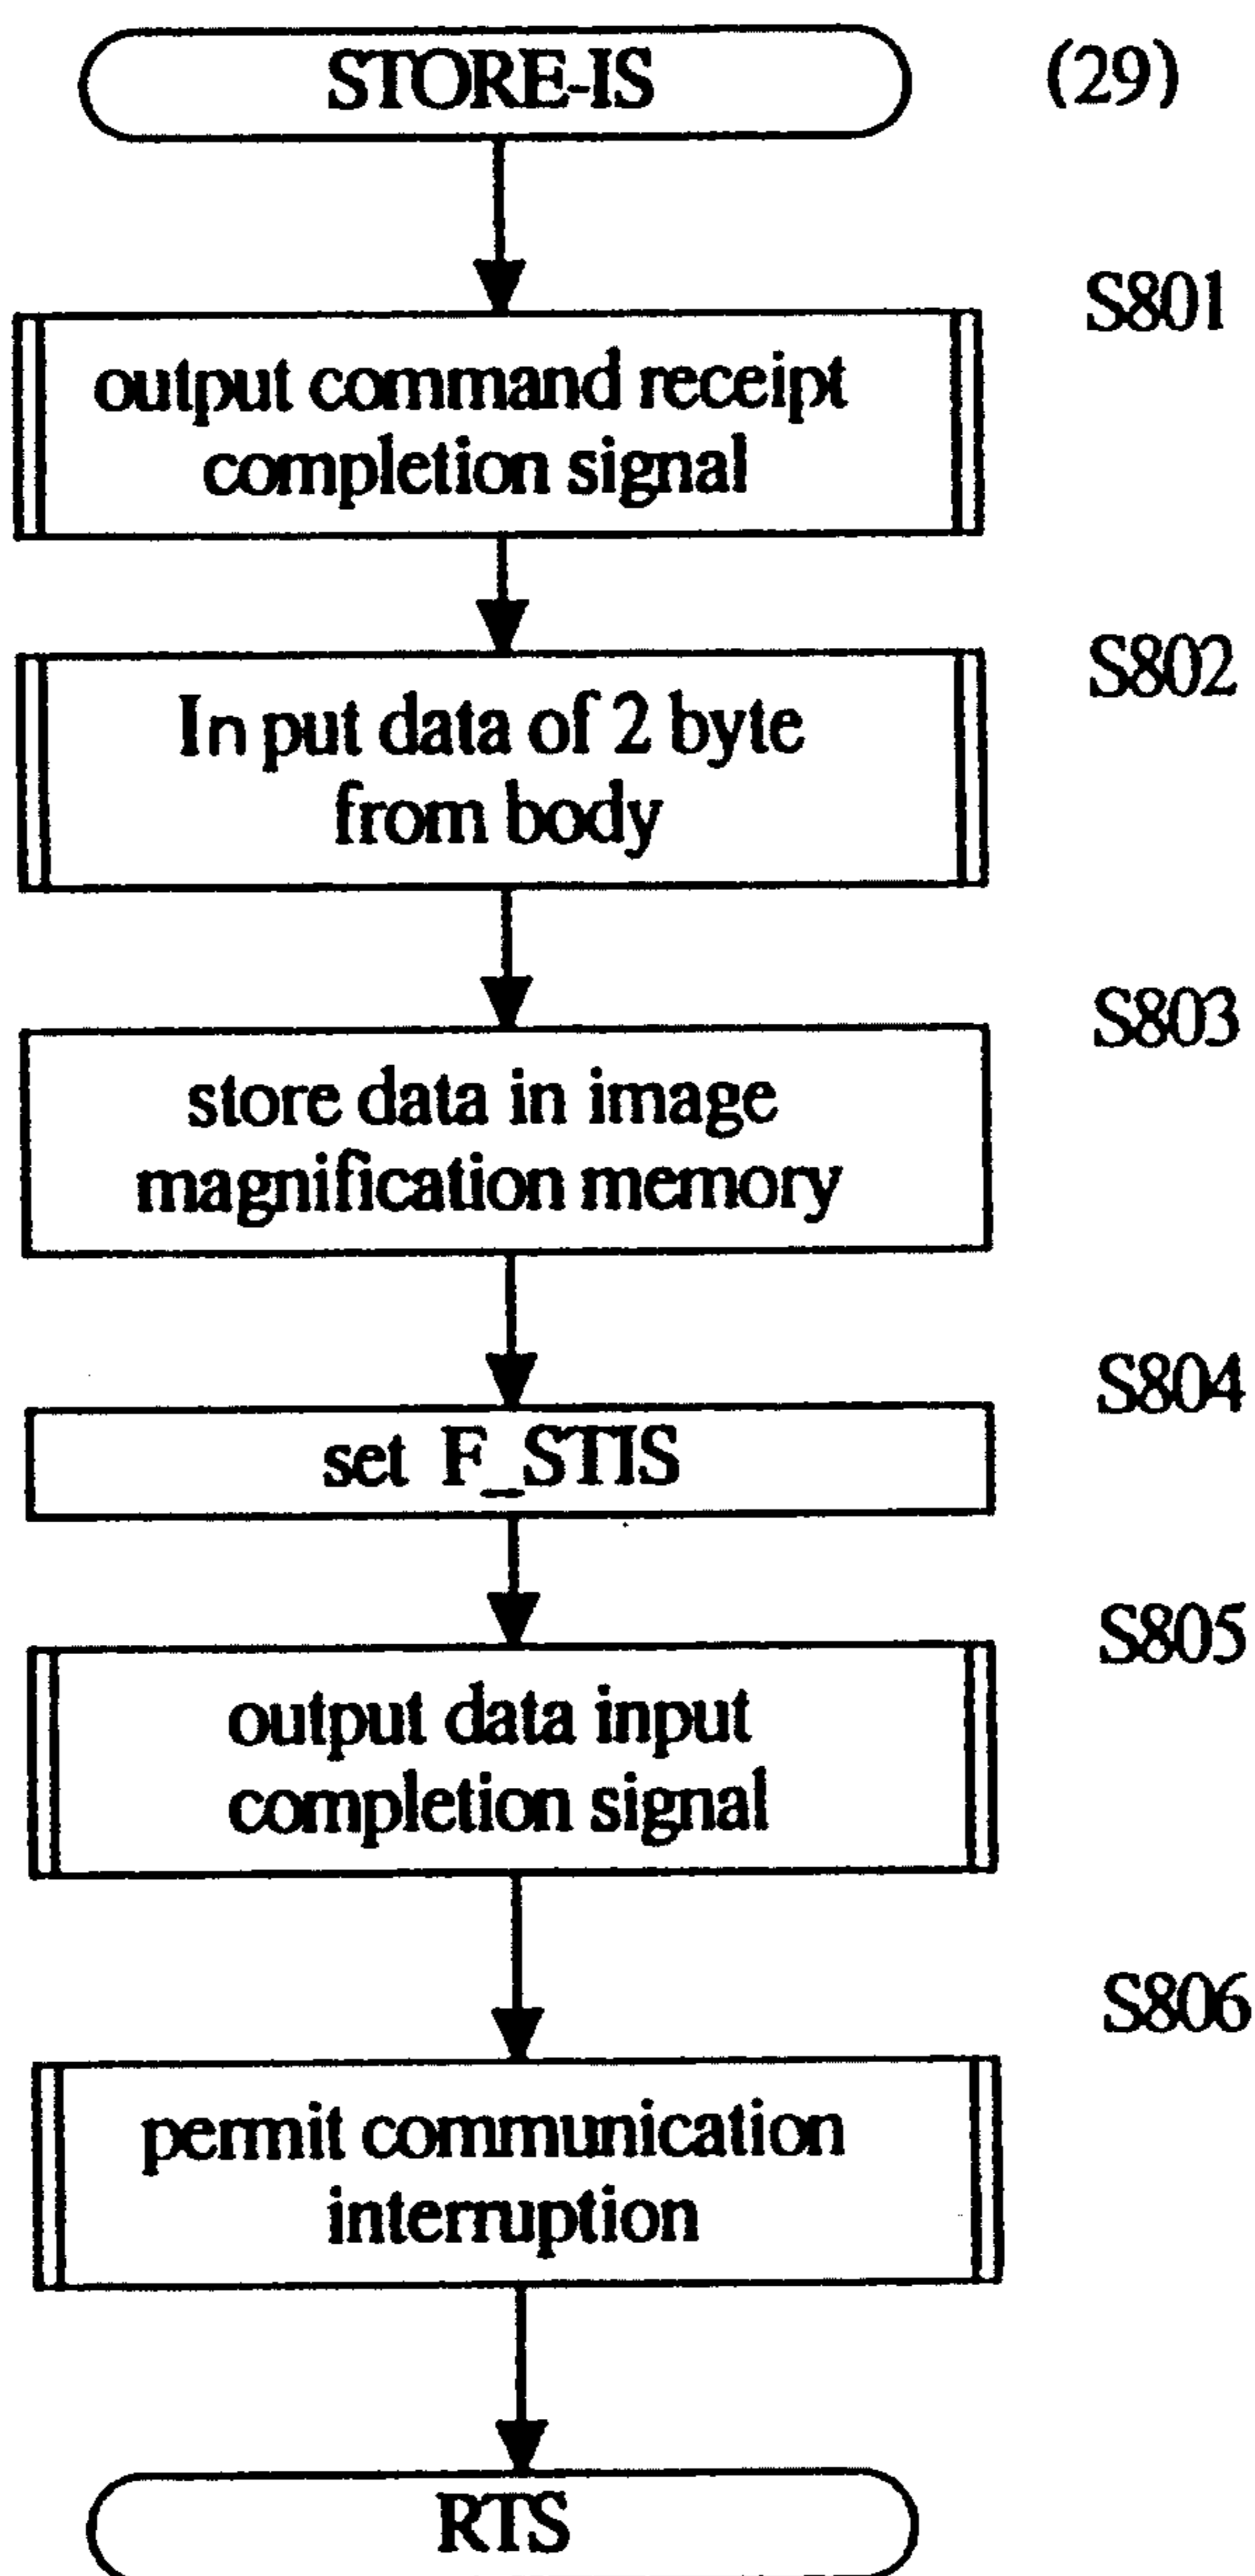 STORE-IS (29)
S801
output command receipt
completion signal
S802
In put data of 2 byte
from body
S803
store data in image
magnification memory
S804
set F_STIS
S805
output data input
completion signal
S806
permit communication
interruption
RTS